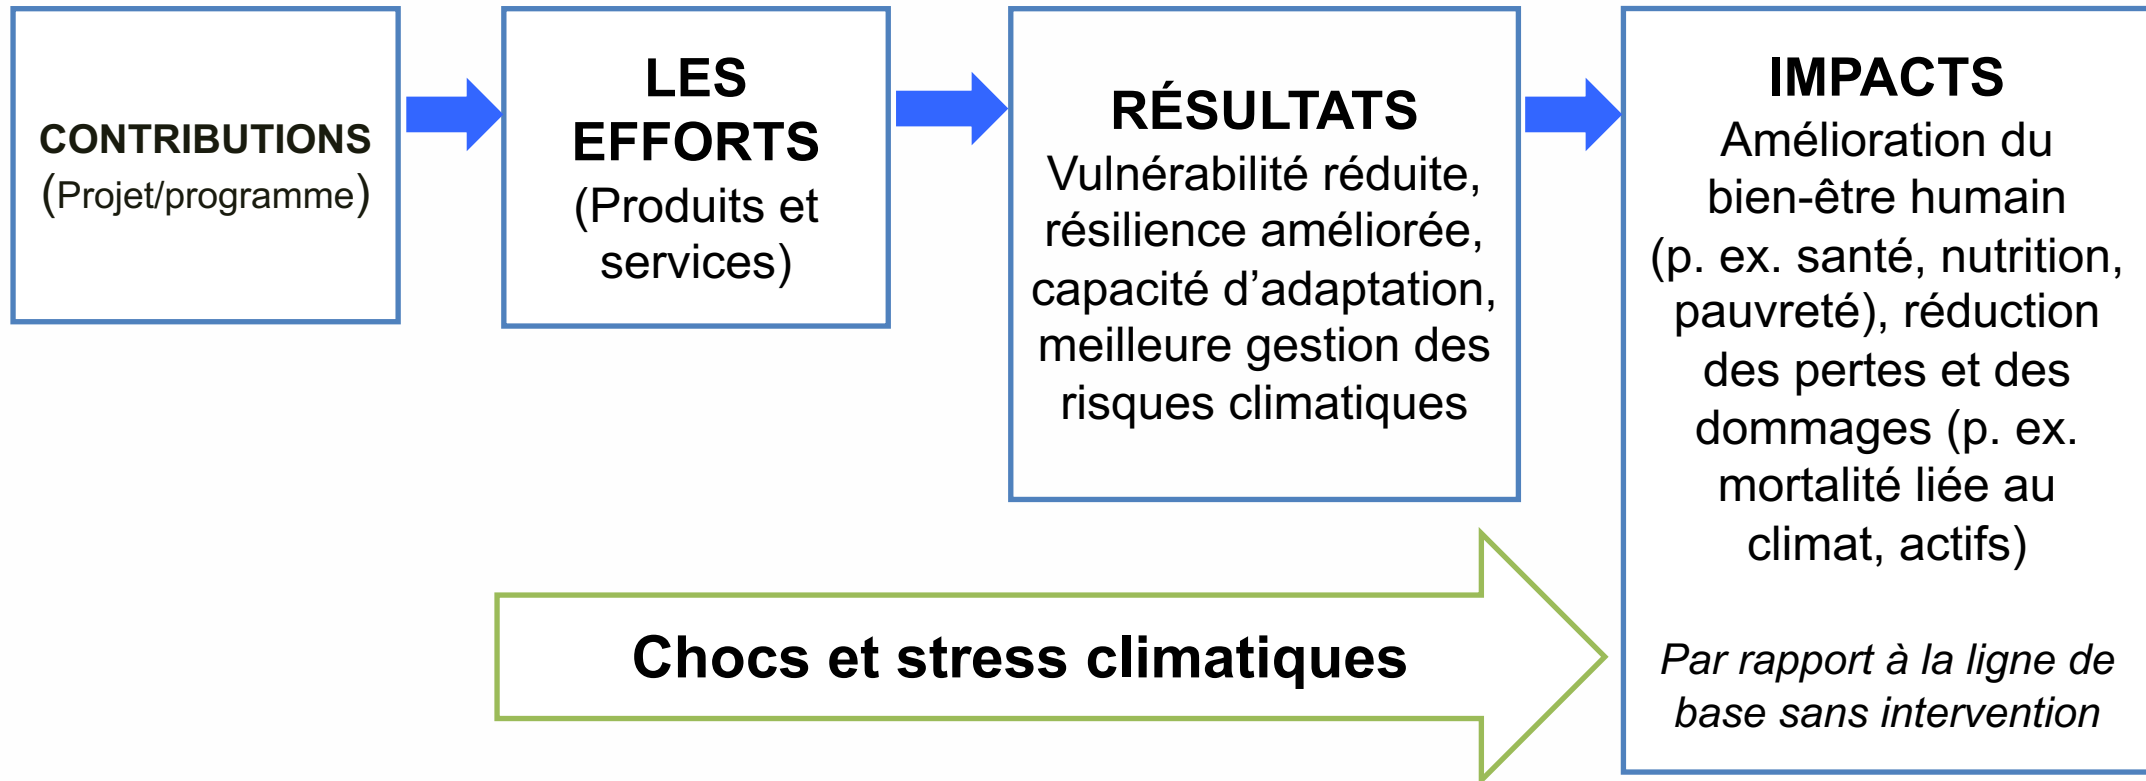 CONTRIBUTIONS
(Projet/programme)
LES
EFFORTS
(Produits et
services)
RÉSULTATS
Vulnérabilité réduite,
résilience améliorée,
capacité d’adaptation,
meilleure gestion des
risques climatiques
IMPACTS
Amélioration du
bien-être humain
(p. ex. santé, nutrition,
pauvreté), réduction
des pertes et des
dommages (p. ex.
mortalité liée au
climat, actifs)
Par rapport à la ligne de
base sans intervention
Chocs et stress climatiques